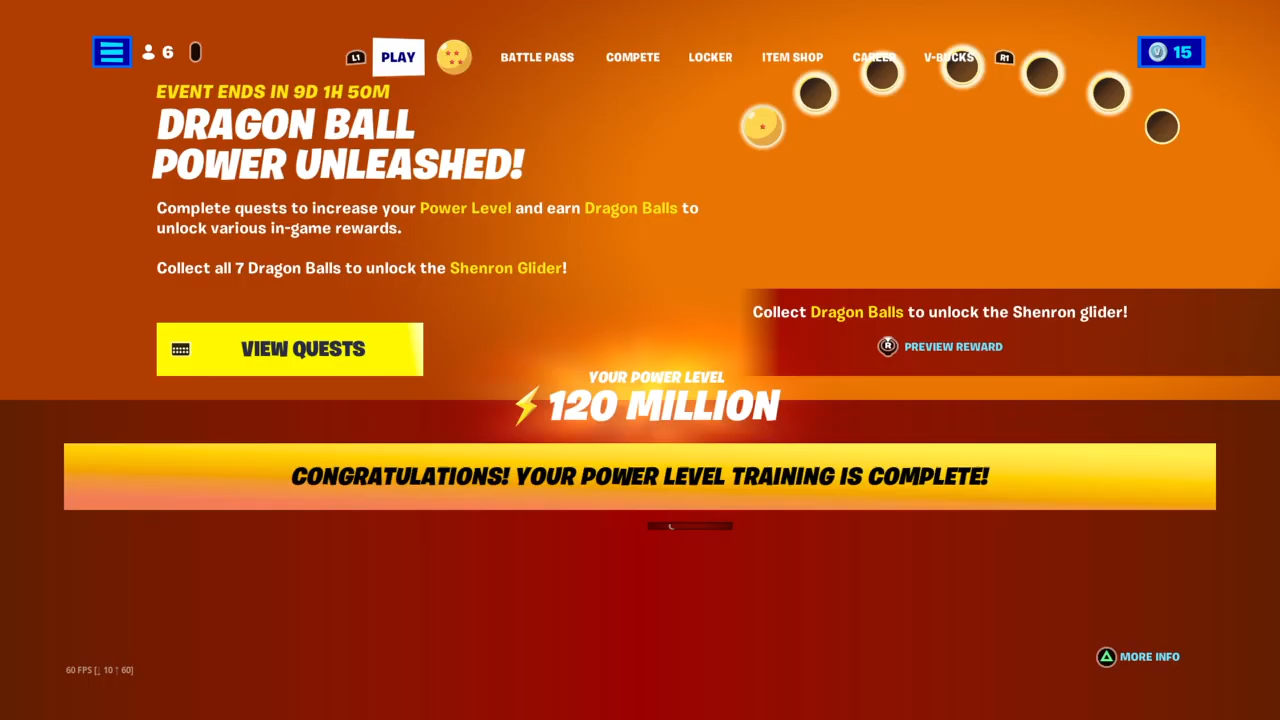 6
L1
PLAY
BATTLE PASS
COMPETE
LOCKER
ITEM SHOP
CAREER
V-BUCKS
R1
V 15
EVENT ENDS IN 9D 1H 50M
DRAGON BALL
POWER UNLEASHED!
Complete quests to increase your Power Level and earn Dragon Balls to
unlock various in-game rewards.
Collect all 7 Dragon Balls to unlock the Shenron Glider!
Collect Dragon Balls to unlock the Shenron glider!
R PREVIEW REWARD
VIEW QUESTS
YOUR POWER LEVEL
120 MILLION
CONGRATULATIONS! YOUR POWER LEVEL TRAINING IS COMPLETE!
MORE INFO
60 FPS [↓ 10 ↑ 60]